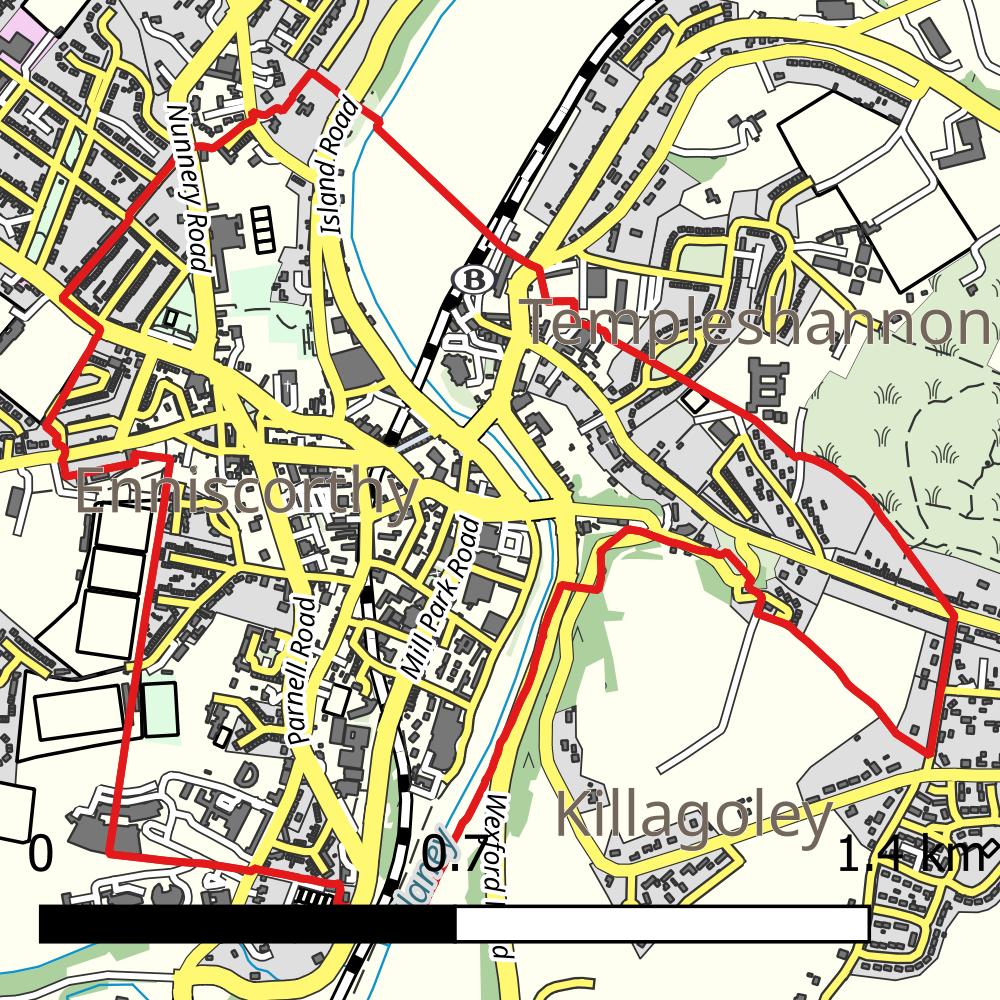 Nunnery Road
Island Road
B
Templeshannon
Enniscorthy
Mill Park Road
Parnell Road
Killagoley
Wexford
0
0.7
1.4 km